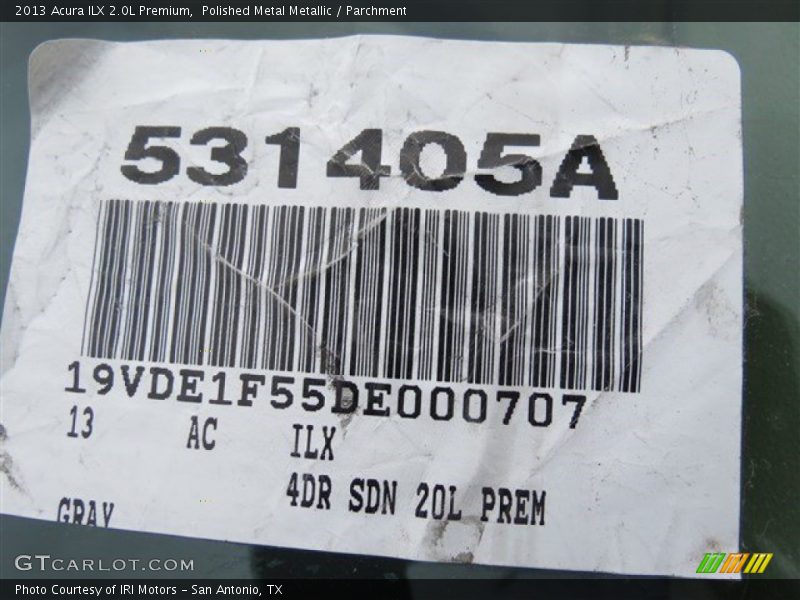 2013 Acura ILX 2.0L Premium,  Polished Metal Metallic / Parchment
531405A
19VDE1F55DE000707
13 AC ILX
4DR SDN 20L PREM
GRAY
GTCARLOT.COM
Photo Courtesy of IRI Motors – San Antonio, TX